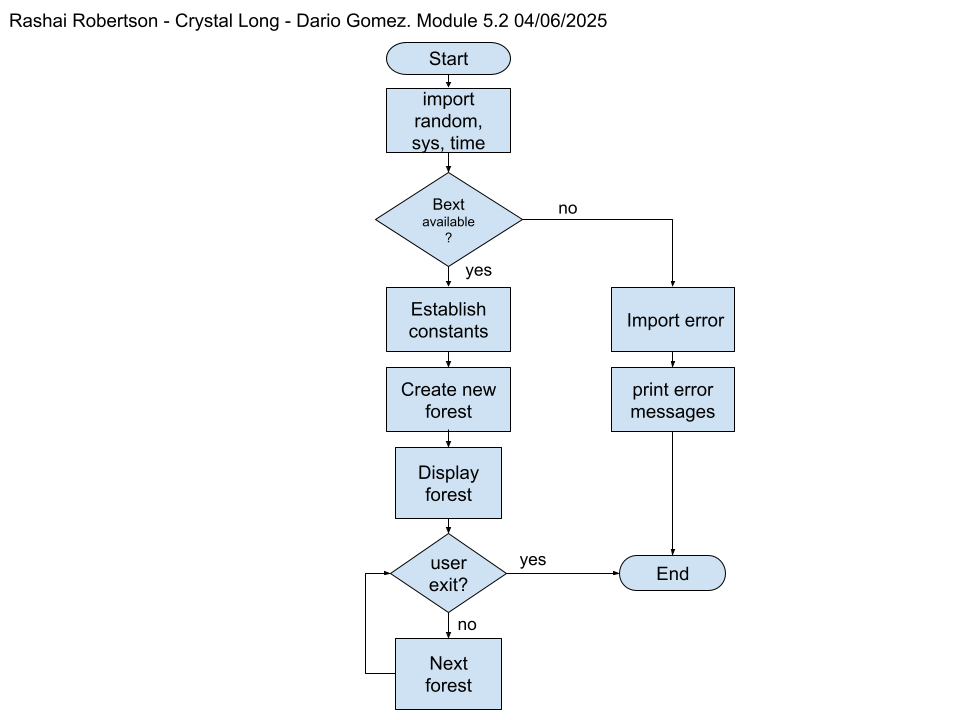 Rashai Robertson - Crystal Long - Dario Gomez. Module 5.2 04/06/2025
Start
import
random,
sys, time
Bext
available
?
no
yes
Establish
constants
Import error
Create new
forest
print error
messages
Display
forest
user
exit?
yes
End
no
Next
forest